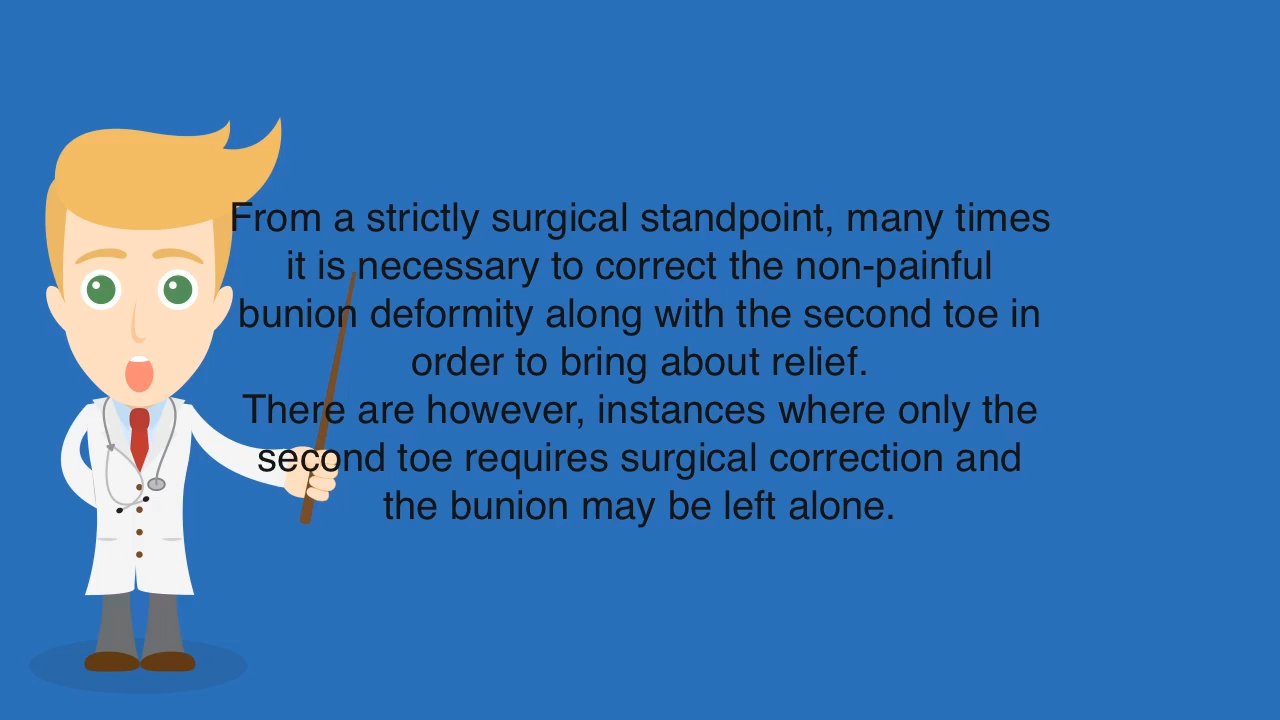 From a strictly surgical standpoint, many times
it is necessary to correct the non-painful
bunion deformity along with the second toe in
order to bring about relief.
There are however, instances where only the
second toe requires surgical correction and
the bunion may be left alone.